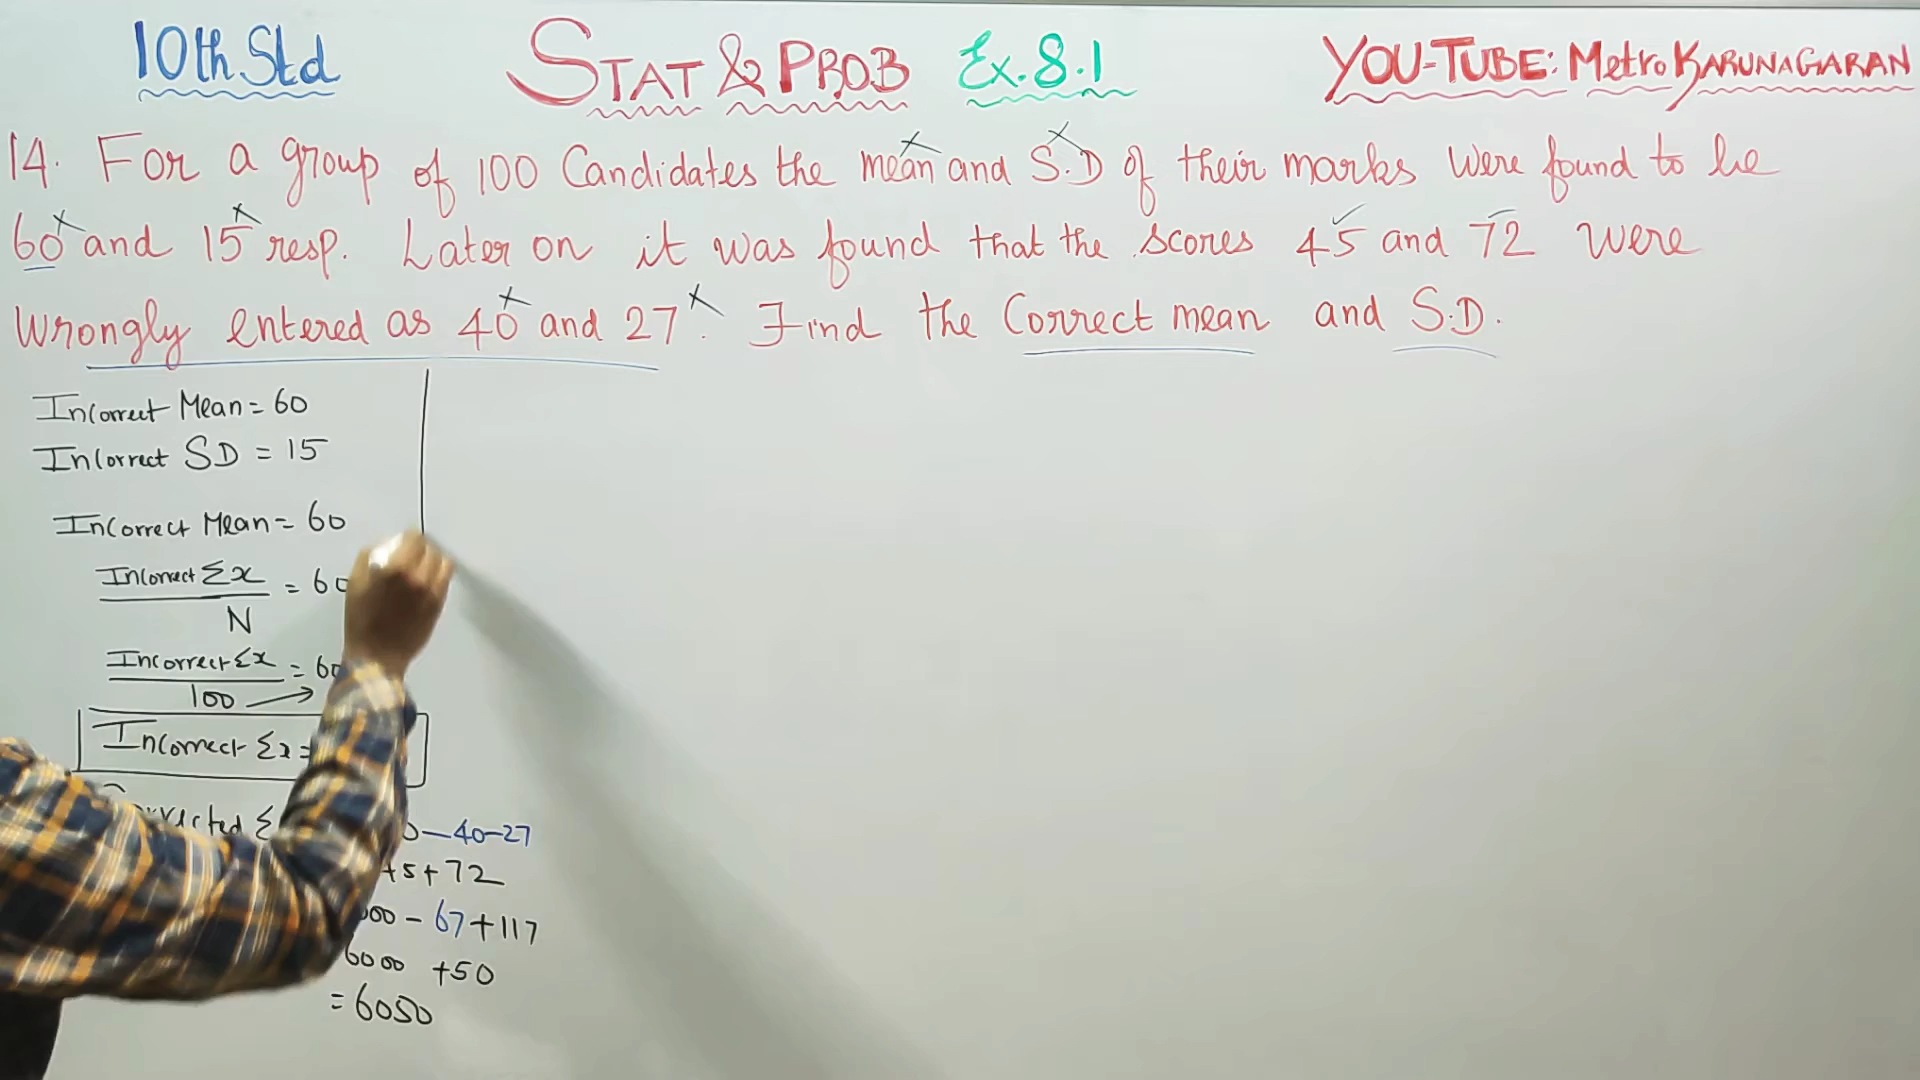 10th Std STAT & PROB Ex. 8.1 YOU-TUBE: Metro KARUNAGARAN
14. For a group of 100 Candidates the mean and S.D of their marks were found to be
60 and 15 resp. Later on it was found that the scores 45 and 72 were
wrongly entered as 40 and 27. Find the Correct mean and S.D.
Incorrect Mean = 60
Incorrect SD = 15
Incorrect Mean = 60
Incorrect Σx = 60
N
Incorrect Σx = 60
100
Incorrect Σx =
Σ -40-27
+72
- 67 + 117
6000 +50
= 6050